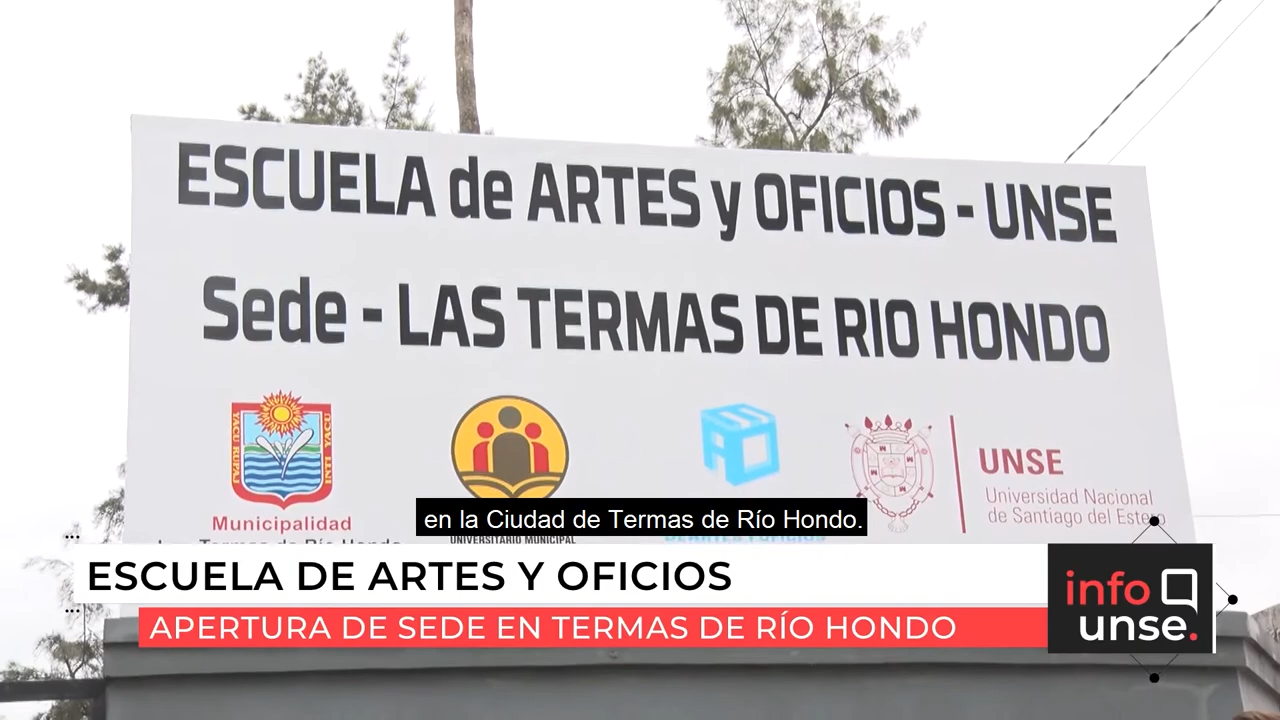 ESCUELA de ARTES y OFICIOS - UNSE
Sede - LAS TERMAS DE RIO HONDO
YACU RUPAJ
INTI YACU
Municipalidad
UNSE
Universidad Nacional
de Santiago del Estero
en la Ciudad de Termas de Río Hondo.
UNIVERSITARIO MUNICIPAL
ESCUELA DE ARTES Y OFICIOS
APERTURA DE SEDE EN TERMAS DE RÍO HONDO
info
unse.